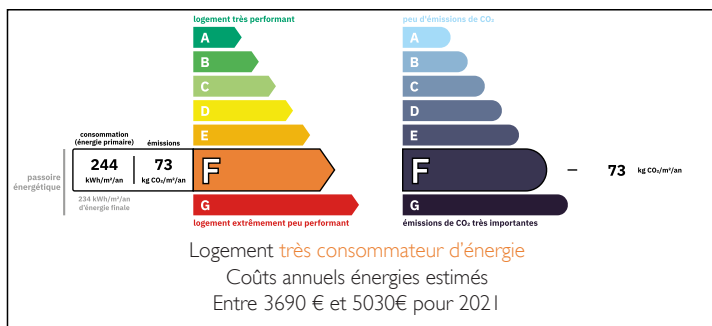 logement très performant
A
B
C
D
E
consommation
(énergie primaire)
émissions
244
kWh/m²/an
73
kg CO₂/m²/an
F
passoire
énergétique
234 kWh/m²/an
d'énergie finale
G
logement extrêmement peu performant
peu d'émissions de CO₂
A
B
C
D
E
F
73 kg CO₂/m²/an
G
émissions de CO₂ très importantes
Logement très consommateur d'énergie
Coûts annuels énergies estimés
Entre 3690 € et 5030€ pour 2021